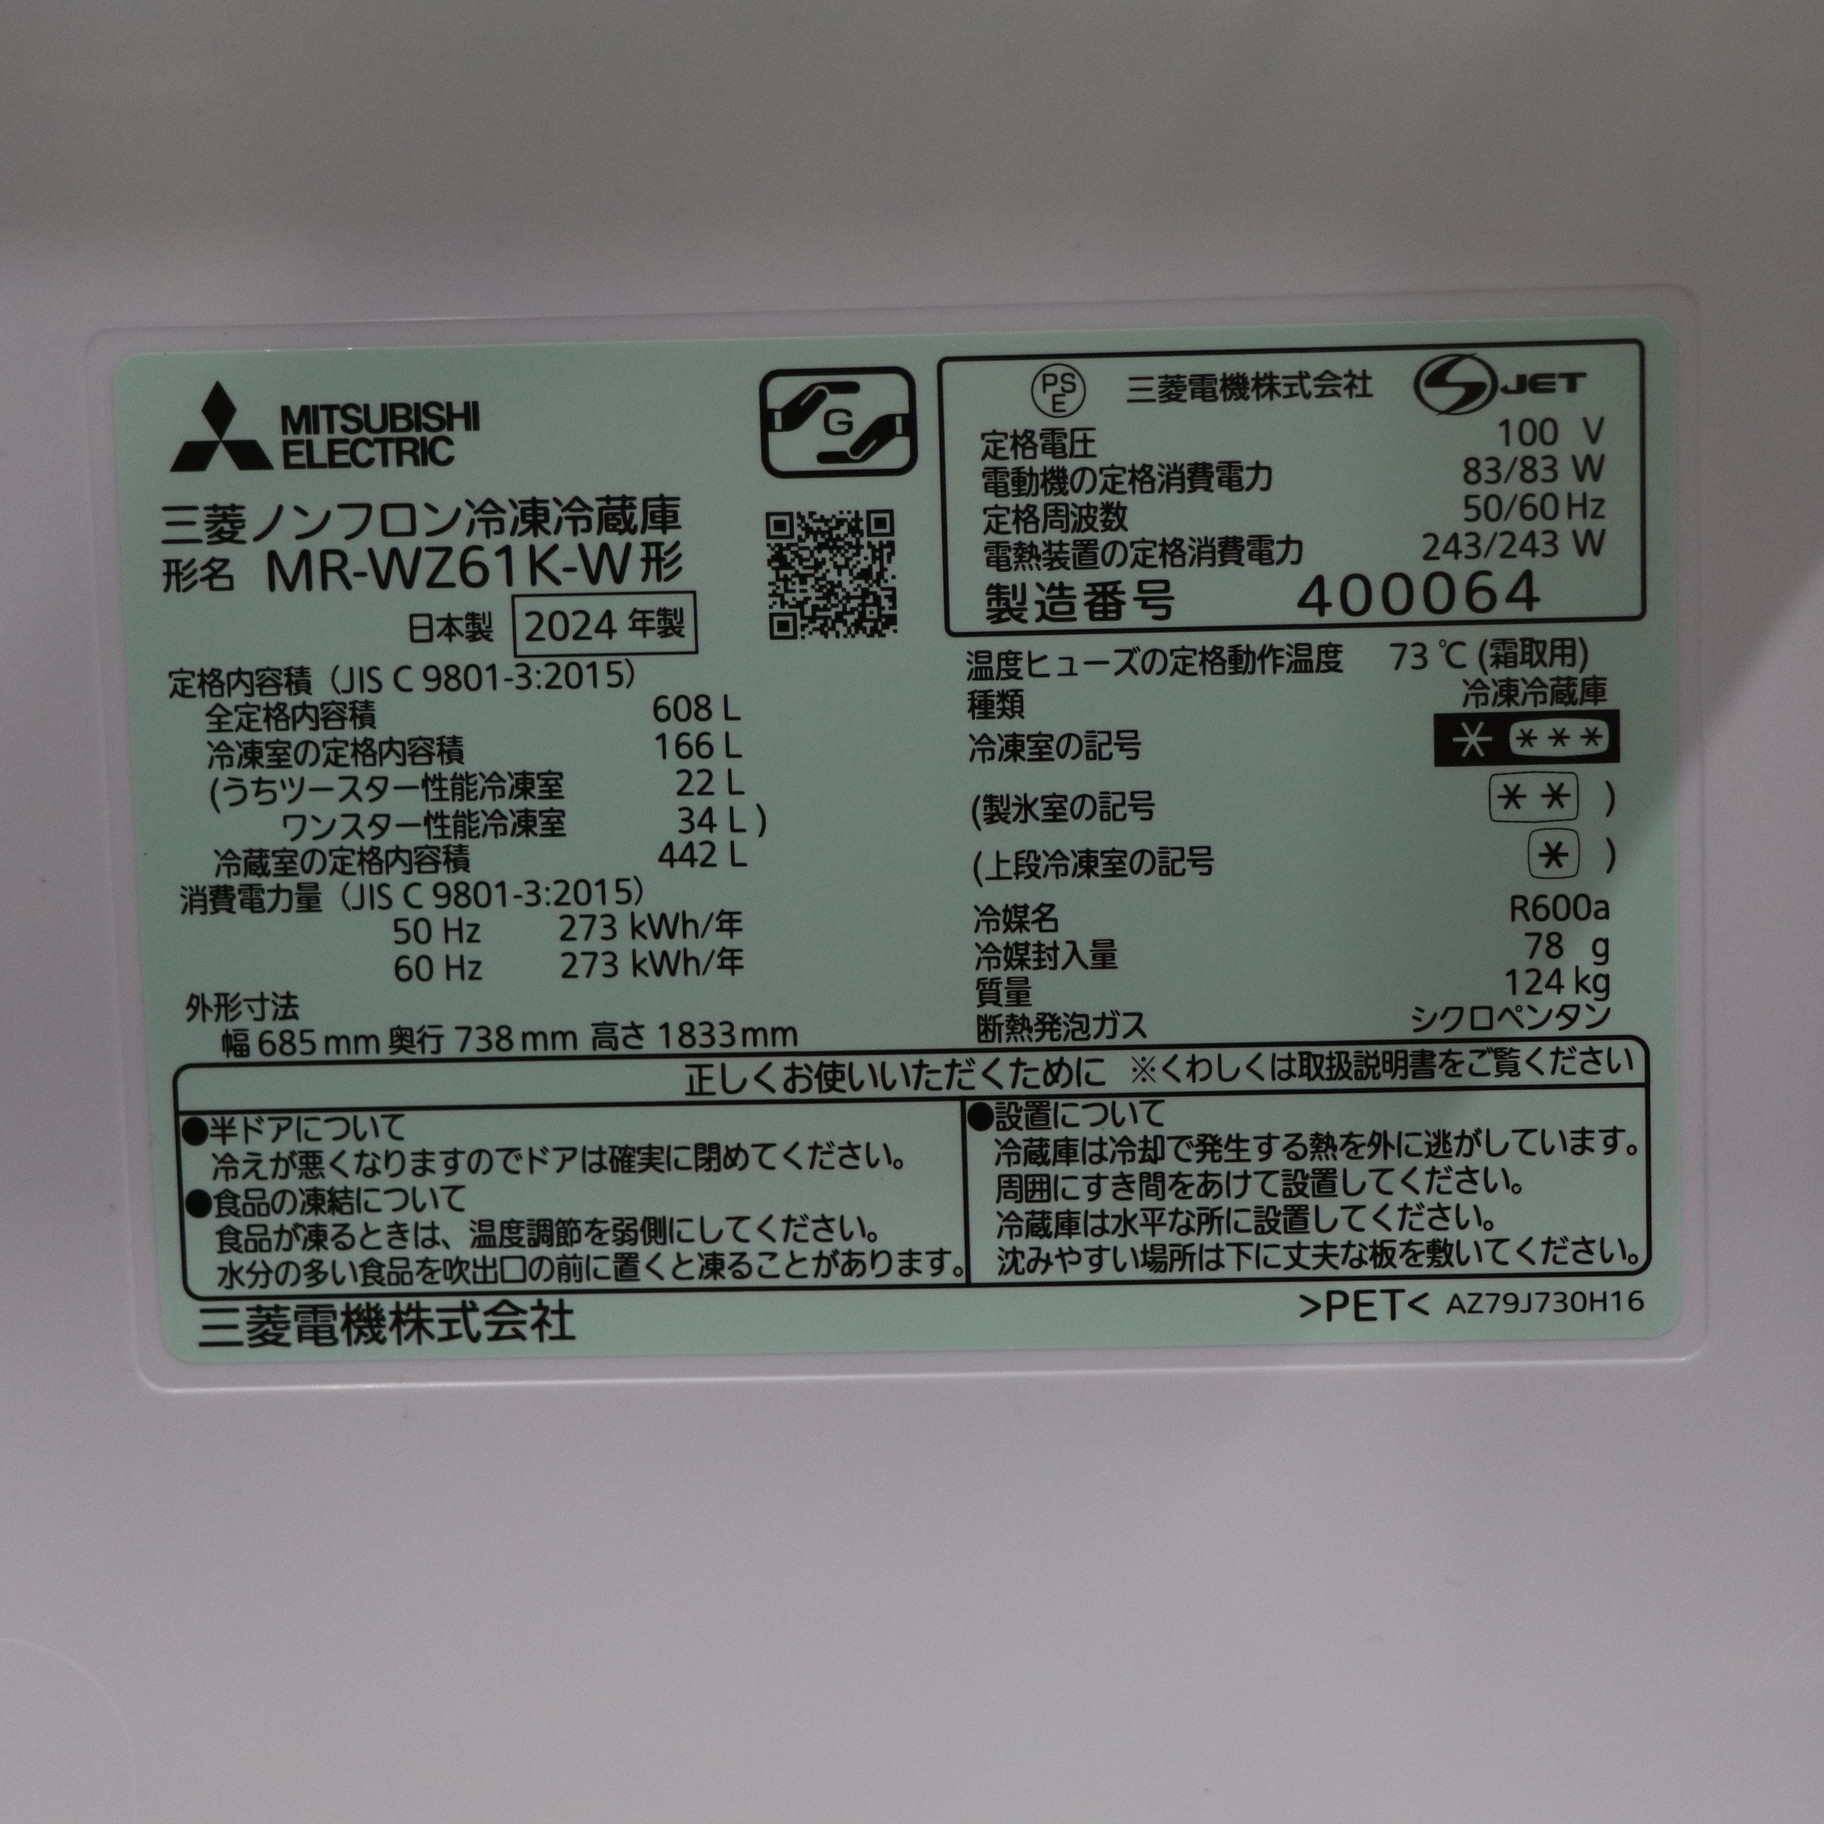 MITSUBISHI
ELECTRIC
G
三菱ノンフロン冷凍冷蔵庫
形名 MR-WZ61K-W形
日本製 2024 年製
定格内容積（JIS C 9801-3:2015）
全定格内容積 608 L
冷凍室の定格内容積 166 L
(うちツースター性能冷凍室 22 L
ワンスター性能冷凍室 34 L )
冷蔵室の定格内容積 442 L
消費電力量（JIS C 9801-3:2015）
50 Hz 273 kWh/年
60 Hz 273 kWh/年
外形寸法
幅 685 mm 奥行 738 mm 高さ 1833 mm
PS
E 三菱電機株式会社 JET
定格電圧 100 V
電動機の定格消費電力 83/83 W
定格周波数 50/60 Hz
電熱装置の定格消費電力 243/243 W
製造番号 400064
温度ヒューズの定格動作温度 73 ℃ (霜取用)
種類 冷凍冷蔵庫
冷凍室の記号 * ***
(製氷室の記号 ** )
(上段冷凍室の記号 * )
冷媒名 R600a
冷媒封入量 78 g
質量 124 kg
断熱発泡ガス シクロペンタン
正しくお使いいただくために ※くわしくは取扱説明書をご覧ください
●半ドアについて
冷えが悪くなりますのでドアは確実に閉めてください。
●食品の凍結について
食品が凍るときは、温度調節を弱側にしてください。
水分の多い食品を吹出口の前に置くと凍ることがあります。
●設置について
冷蔵庫は冷却で発生する熱を外に逃がしています。
周囲にすき間をあけて設置してください。
冷蔵庫は水平な所に設置してください。
沈みやすい場所は下に丈夫な板を敷いてください。
三菱電機株式会社
>PET< AZ79J730H16